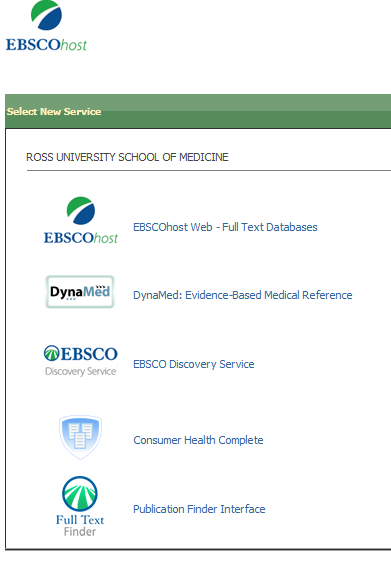 EBSCOhost
Select New Service
ROSS UNIVERSITY SCHOOL OF MEDICINE
EBSCOhost
EBSCOhost Web - Full Text Databases
DynaMed
DynaMed: Evidence-Based Medical Reference
EBSCO
Discovery Service
EBSCO Discovery Service
Consumer Health Complete
Full Text
Finder
Publication Finder Interface